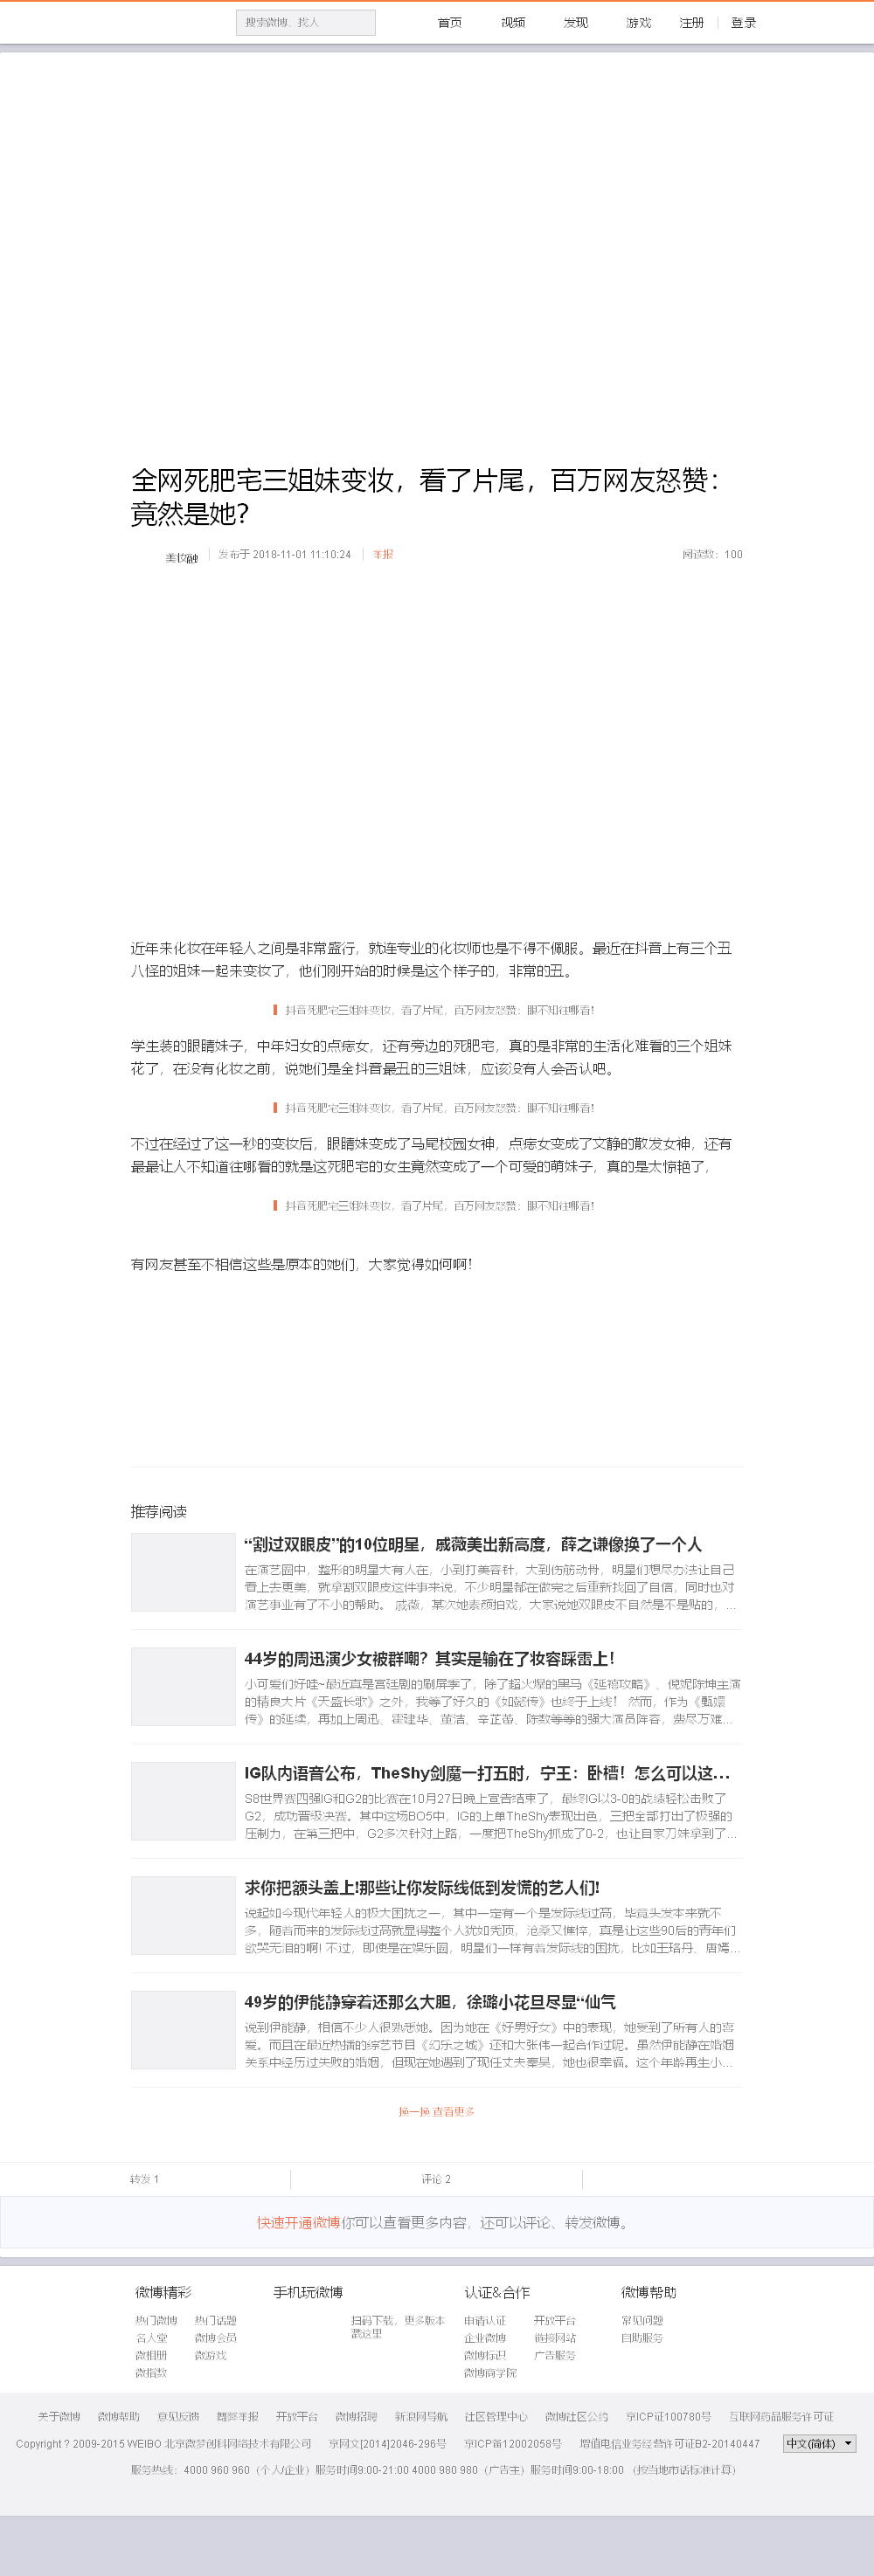 搜索微博、找人
首页 视频 发现 游戏 注册 登录
全网死肥宅三姐妹变妆，看了片尾，百万网友怒赞：
竟然是她？
美妆融 发布于 2018-11-01 11:10:24 举报 阅读数：100
近年来化妆在年轻人之间是非常盛行，就连专业的化妆师也是不得不佩服。最近在抖音上有三个丑
八怪的姐妹一起来变妆了，他们刚开始的时候是这个样子的，非常的丑。
抖音死肥宅三姐妹变妆，看了片尾，百万网友怒赞：眼不知往哪看！
学生装的眼睛妹子，中年妇女的点痣女，还有旁边的死肥宅，真的是非常的生活化难看的三个姐妹
花了，在没有化妆之前，说她们是全抖音最丑的三姐妹，应该没有人会否认吧。
抖音死肥宅三姐妹变妆，看了片尾，百万网友怒赞：眼不知往哪看！
不过在经过了这一秒的变妆后，眼睛妹变成了马尾校园女神，点痣女变成了文静的散发女神，还有
最最让人不知道往哪看的就是这死肥宅的女生竟然变成了一个可爱的萌妹子，真的是太惊艳了，
抖音死肥宅三姐妹变妆，看了片尾，百万网友怒赞：眼不知往哪看！
有网友甚至不相信这些是原本的她们，大家觉得如何啊！
推荐阅读
“割过双眼皮”的10位明星，戚薇美出新高度，薛之谦像换了一个人
在演艺圈中，整形的明星大有人在，小到打美容针，大到伤筋动骨，明星们想尽办法让自己
看上去更美，就拿割双眼皮这件事来说，不少明星都在做完之后重新找回了自信，同时也对
演艺事业有了不小的帮助。 戚薇，某次她素颜拍戏，大家说她双眼皮不自然是不是贴的，...
44岁的周迅演少女被群嘲？其实是输在了妆容踩雷上！
小可爱们好哇~最近真是宫廷剧的刷屏季了，除了超火爆的黑马《延禧攻略》、倪妮陈坤主演
的精良大片《天盛长歌》之外，我等了好久的《如懿传》也终于上线！ 然而，作为《甄嬛
传》的延续，再加上周迅、霍建华、董洁、辛芷蕾、陈数等等的强大演员阵容，费尽万难...
IG队内语音公布，TheShy剑魔一打五时，宁王：卧槽！怎么可以这...
S8世界赛四强IG和G2的比赛在10月27日晚上宣告结束了，最终IG以3-0的战绩轻松击败了
G2，成功晋级决赛。其中这场BO5中，IG的上单TheShy表现出色，三把全部打出了极强的
压制力，在第三把中，G2多次针对上路，一度把TheShy抓成了0-2，也让自家刀妹拿到了...
求你把额头盖上!那些让你发际线低到发慌的艺人们!
说起如今现代年轻人的极大困扰之一，其中一定有一个是发际线过高，毕竟头发本来就不
多，随着而来的发际线过高就显得整个人犹如秃顶，沧桑又憔悴，真是让这些90后的青年们
欲哭无泪的啊! 不过，即使是在娱乐圈，明星们一样有着发际线的困扰，比如王珞丹、唐嫣...
49岁的伊能静穿着还那么大胆，徐璐小花旦尽显“仙气
说到伊能静，相信不少人很熟悉她。因为她在《好男好女》中的表现，她受到了所有人的喜
爱。而且在最近热播的综艺节目《幻乐之城》还和大张伟一起合作过呢。虽然伊能静在婚姻
关系中经历过失败的婚姻，但现在她遇到了现任丈夫秦昊，她也很幸福。这个年龄再生小...
换一换 查看更多
转发 1 评论 2
快速开通微博你可以查看更多内容，还可以评论、转发微博。
微博精彩 手机玩微博 认证&合作 微博帮助
热门微博 热门话题 扫码下载，更多版本 申请认证 开放平台 常见问题
名人堂 微博会员 戳这里 企业微博 链接网站 自助服务
微相册 微游戏 微博标识 广告服务
微指数 微博商学院
关于微博 微博帮助 意见反馈 舞弊举报 开放平台 微博招聘 新浪网导航 社区管理中心 微博社区公约 京ICP证100780号 互联网药品服务许可证
Copyright ? 2009-2015 WEIBO 北京微梦创科网络技术有限公司 京网文[2014]2046-296号 京ICP备12002058号 增值电信业务经营许可证B2-20140447 中文(简体)
服务热线：4000 960 960（个人/企业）服务时间9:00-21:00 4000 980 980（广告主）服务时间9:00-18:00 （按当地市话标准计算）